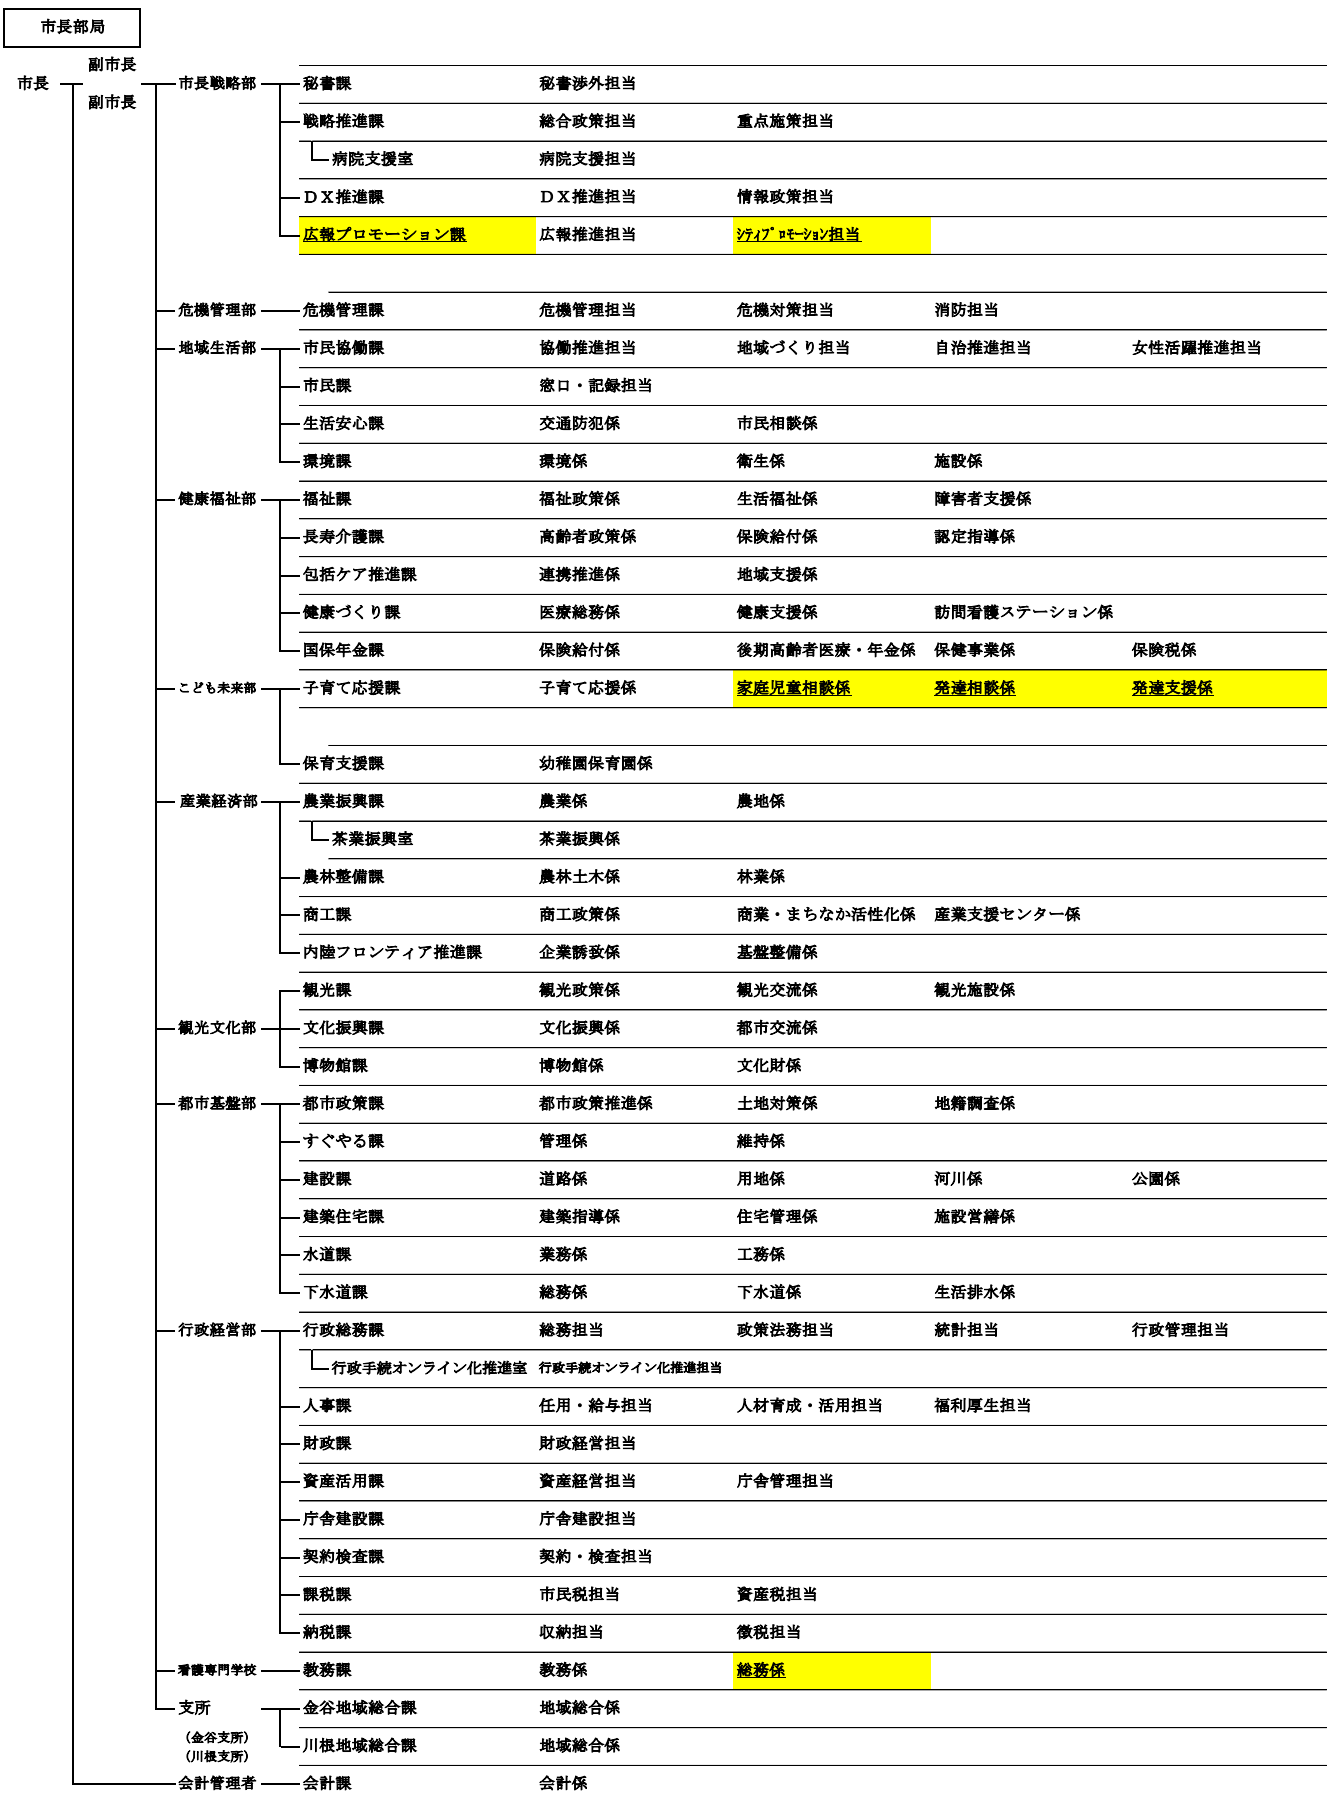 市長部局
副市長
市長 市長戦略部 秘書課 秘書渉外担当
副市長
戦略推進課 総合政策担当 重点施策担当
病院支援室 病院支援担当
ＤＸ推進課 ＤＸ推進担当 情報政策担当
広報プロモーション課 広報推進担当 ｼﾃｨﾌﾟﾛﾓｰｼｮﾝ担当
危機管理部 危機管理課 危機管理担当 危機対策担当 消防担当
地域生活部 市民協働課 協働推進担当 地域づくり担当 自治推進担当 女性活躍推進担当
市民課 窓口・記録担当
生活安心課 交通防犯係 市民相談係
環境課 環境係 衛生係 施設係
健康福祉部 福祉課 福祉政策係 生活福祉係 障害者支援係
長寿介護課 高齢者政策係 保険給付係 認定指導係
包括ケア推進課 連携推進係 地域支援係
健康づくり課 医療総務係 健康支援係 訪問看護ステーション係
国保年金課 保険給付係 後期高齢者医療・年金係 保健事業係 保険税係
こども未来部 子育て応援課 子育て応援係 家庭児童相談係 発達相談係 発達支援係
保育支援課 幼稚園保育園係
産業経済部 農業振興課 農業係 農地係
茶業振興室 茶業振興係
農林整備課 農林土木係 林業係
商工課 商工政策係 商業・まちなか活性化係 産業支援センター係
内陸フロンティア推進課 企業誘致係 基盤整備係
観光課 観光政策係 観光交流係 観光施設係
観光文化部 文化振興課 文化振興係 都市交流係
博物館課 博物館係 文化財係
都市基盤部 都市政策課 都市政策推進係 土地対策係 地籍調査係
すぐやる課 管理係 維持係
建設課 道路係 用地係 河川係 公園係
建築住宅課 建築指導係 住宅管理係 施設営繕係
水道課 業務係 工務係
下水道課 総務係 下水道係 生活排水係
行政経営部 行政総務課 総務担当 政策法務担当 統計担当 行政管理担当
行政手続オンライン化推進室 行政手続オンライン化推進担当
人事課 任用・給与担当 人材育成・活用担当 福利厚生担当
財政課 財政経営担当
資産活用課 資産経営担当 庁舎管理担当
庁舎建設課 庁舎建設担当
契約検査課 契約・検査担当
課税課 市民税担当 資産税担当
納税課 収納担当 徴税担当
看護専門学校 教務課 教務係 総務係
支所 金谷地域総合課 地域総合係
（金谷支所）
川根地域総合課 地域総合係
（川根支所）
会計管理者 会計課 会計係